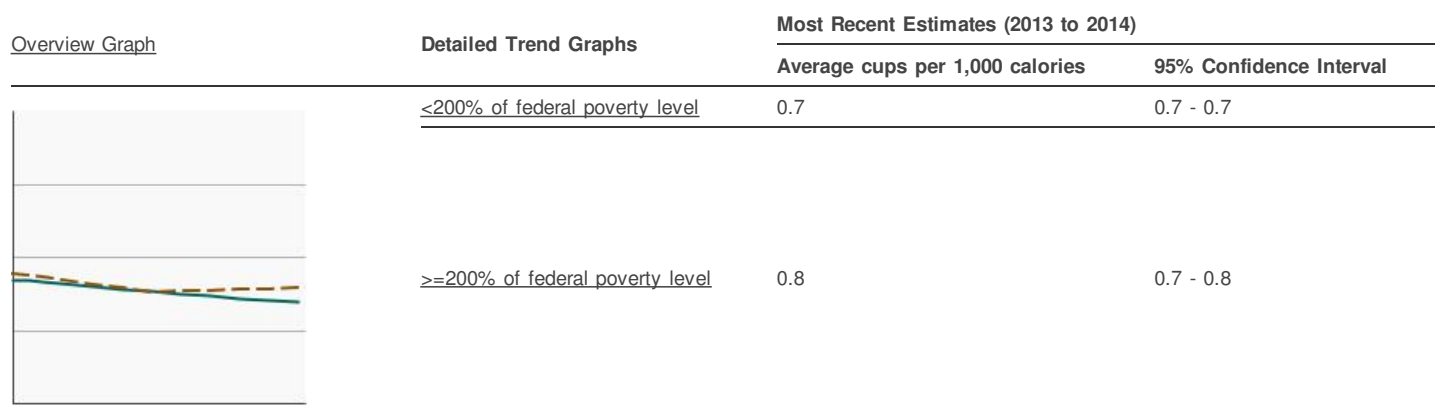 Overview Graph
Detailed Trend Graphs
Most Recent Estimates (2013 to 2014)
Average cups per 1,000 calories
95% Confidence Interval
<200% of federal poverty level
0.7
0.7 - 0.7
>=200% of federal poverty level
0.8
0.7 - 0.8